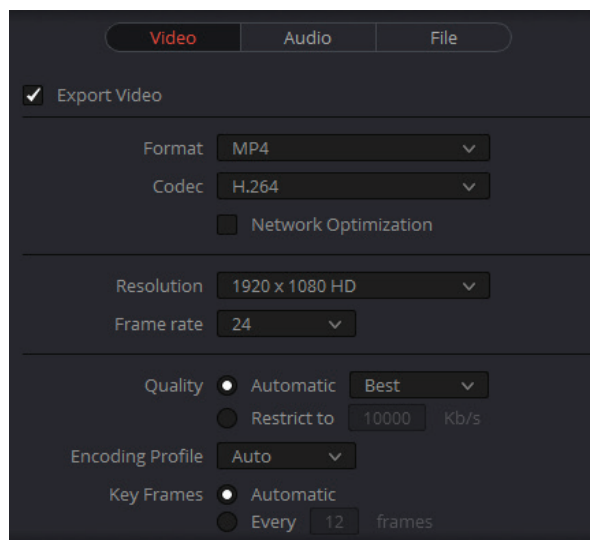 Video Audio File
Export Video
Format MP4
Codec H.264
Network Optimization
Resolution 1920 x 1080 HD
Frame rate 24
Quality Automatic Best
Restrict to 10000 Kb/s
Encoding Profile Auto
Key Frames Automatic
Every 12 frames